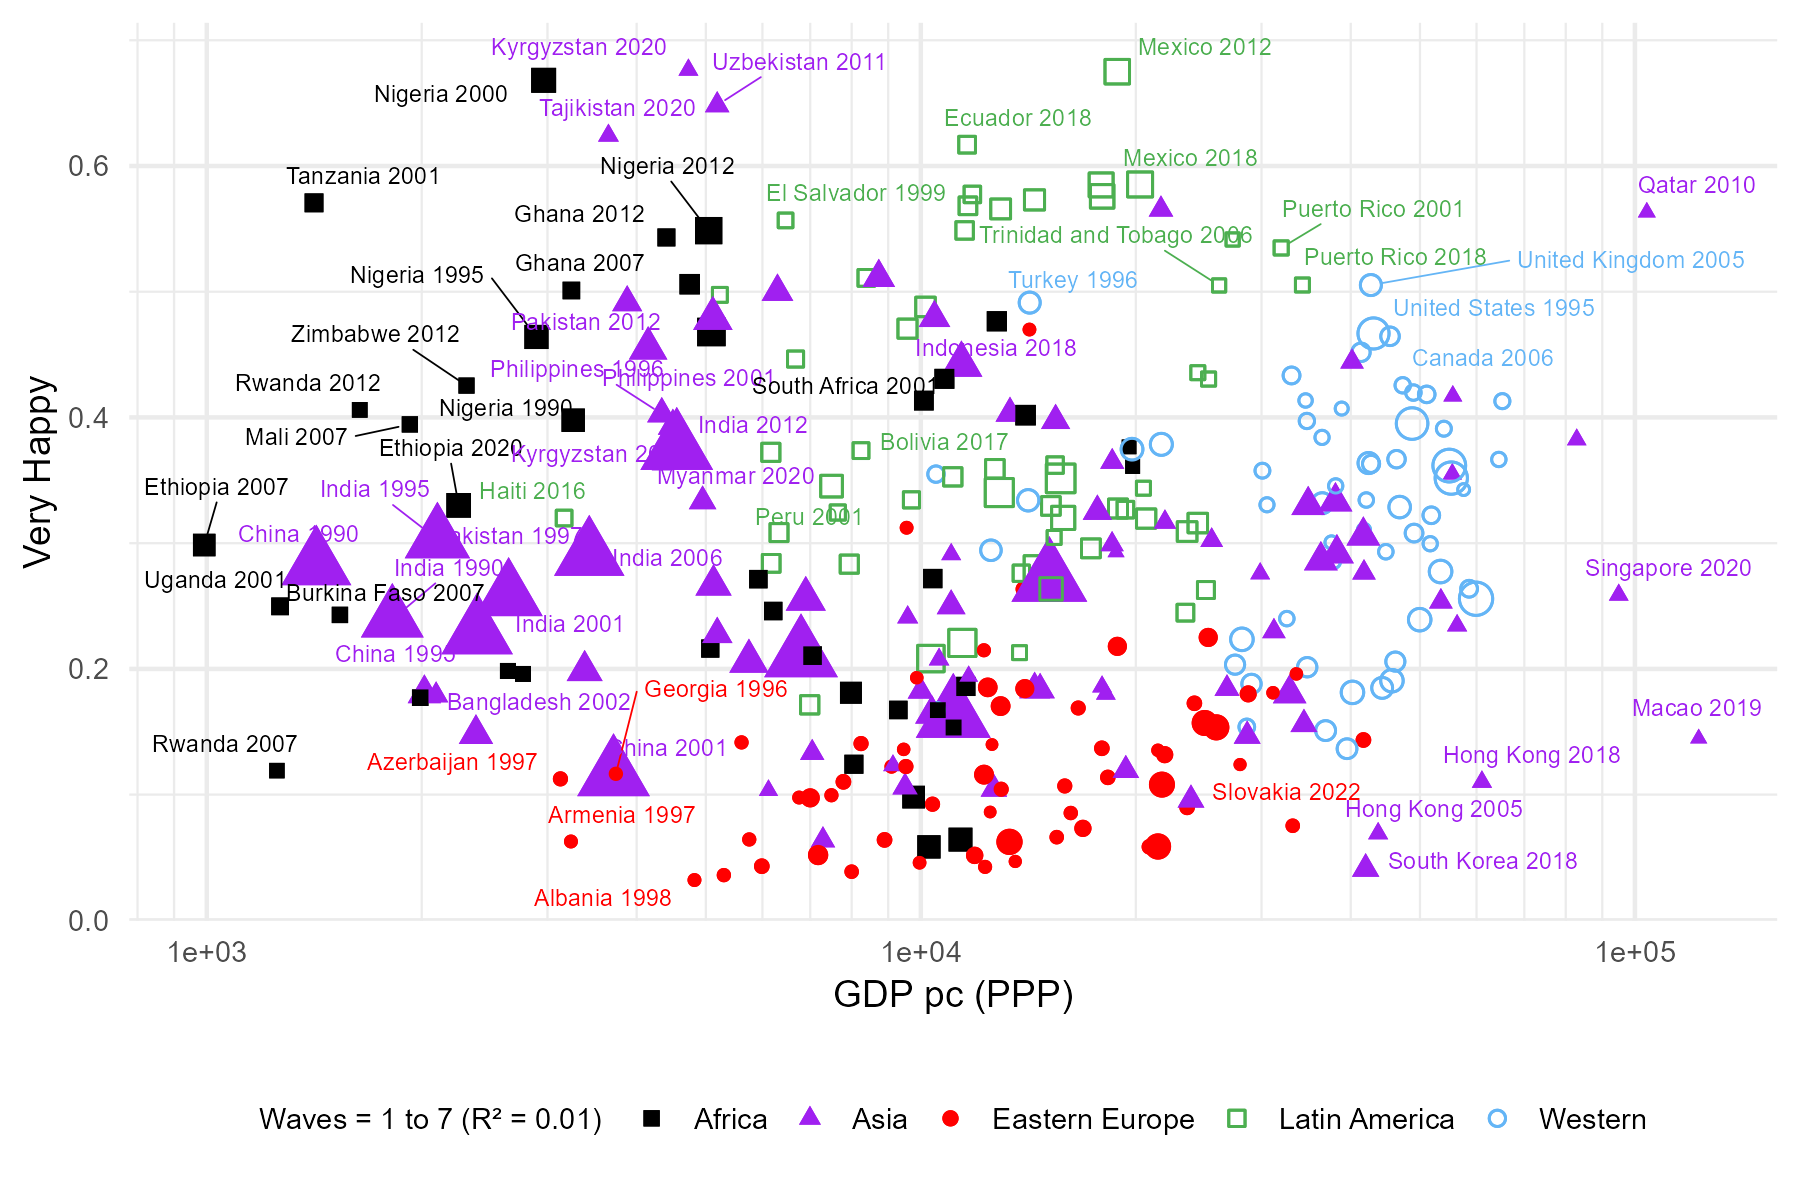 Kyrgyzstan 2020
Mexico 2012
Uzbekistan 2011
Nigeria 2000
Tajikistan 2020
Ecuador 2018
Mexico 2018
0.6
Nigeria 2012
Tanzania 2001
El Salvador 1999
Qatar 2010
Ghana 2012
Puerto Rico 2001
Trinidad and Tobago 2006
Ghana 2007
Puerto Rico 2018
United Kingdom 2005
Nigeria 1995
Turkey 1996
United States 1995
Pakistan 2012
Zimbabwe 2012
Indonesia 2018
Canada 2006
Philippines 1996
Philippines 2001
Rwanda 2012
South Africa 2001
Nigeria 1990
0.4
India 2012
Mali 2007
Ethiopia 2020
Bolivia 2017
Kyrgyzstan
Myanmar 2020
Ethiopia 2007
India 1995
Haiti 2016
Peru 2001
China 1990
Pakistan 1997
India 2006
India 1990
Singapore 2020
Uganda 2001
Burkina Faso 2007
India 2001
China 1995
0.2
Georgia 1996
Bangladesh 2002
Macao 2019
Rwanda 2007
China 2001
Hong Kong 2018
Azerbaijan 1997
Slovakia 2022
Hong Kong 2005
Armenia 1997
South Korea 2018
Albania 1998
0.0
Very Happy
1e+03
1e+04
1e+05
GDP pc (PPP)
Waves = 1 to 7 (R² = 0.01)
Africa
Asia
Eastern Europe
Latin America
Western